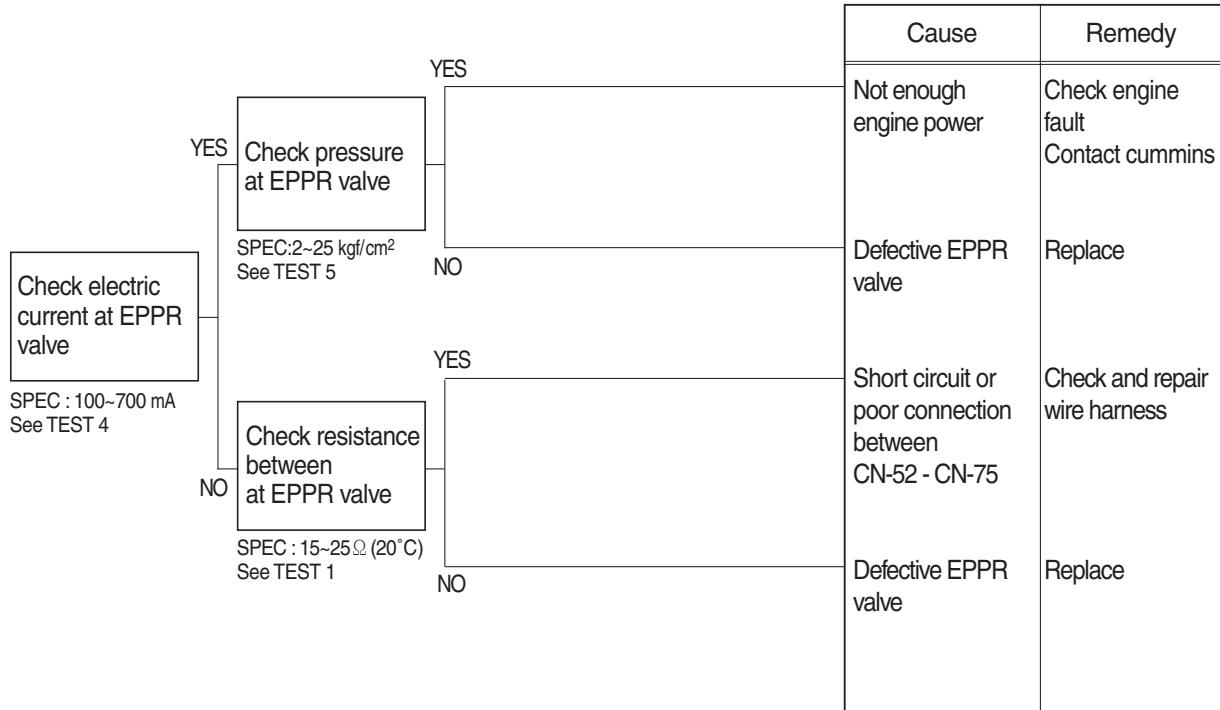 Cause
Remedy
YES
Not enough
engine power
Check engine
fault
Contact cummins
YES
Check pressure
at EPPR valve
SPEC:2~25 kgf/cm²
See TEST 5
NO
Defective EPPR
valve
Replace
Check electric
current at EPPR
valve
SPEC : 100~700 mA
See TEST 4
YES
Short circuit or
poor connection
between
CN-52 - CN-75
Check and repair
wire harness
NO
Check resistance
between
at EPPR valve
SPEC : 15~25Ω (20°C)
See TEST 1
NO
Defective EPPR
valve
Replace